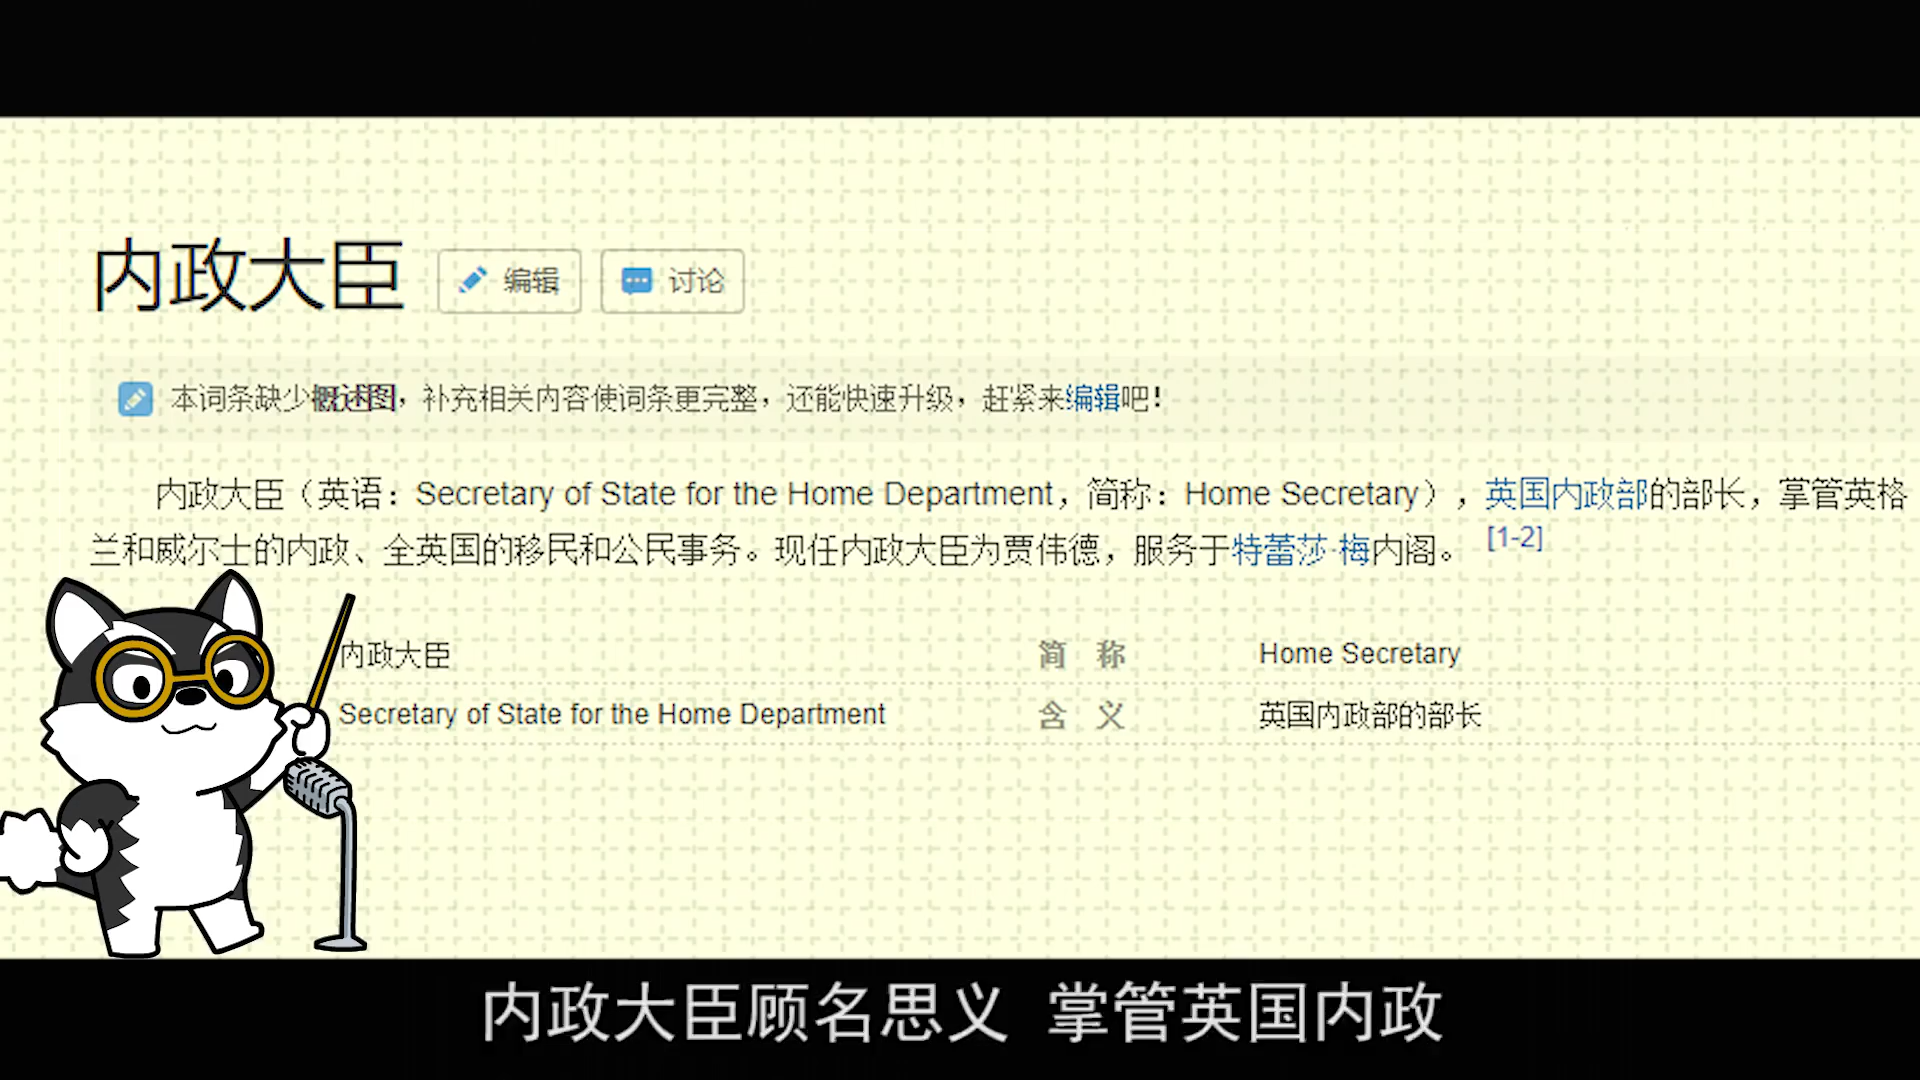 内政大臣 编辑 讨论
本词条缺少概述图，补充相关内容使词条更完整，还能快速升级，赶紧来编辑吧！
内政大臣（英语：Secretary of State for the Home Department，简称：Home Secretary），英国内政部的部长，掌管英格
兰和威尔士的内政、全英国的移民和公民事务。现任内政大臣为贾伟德，服务于特蕾莎·梅内阁。 [1-2]
内政大臣 简 称 Home Secretary
Secretary of State for the Home Department 含 义 英国内政部的部长
内政大臣顾名思义 掌管英国内政